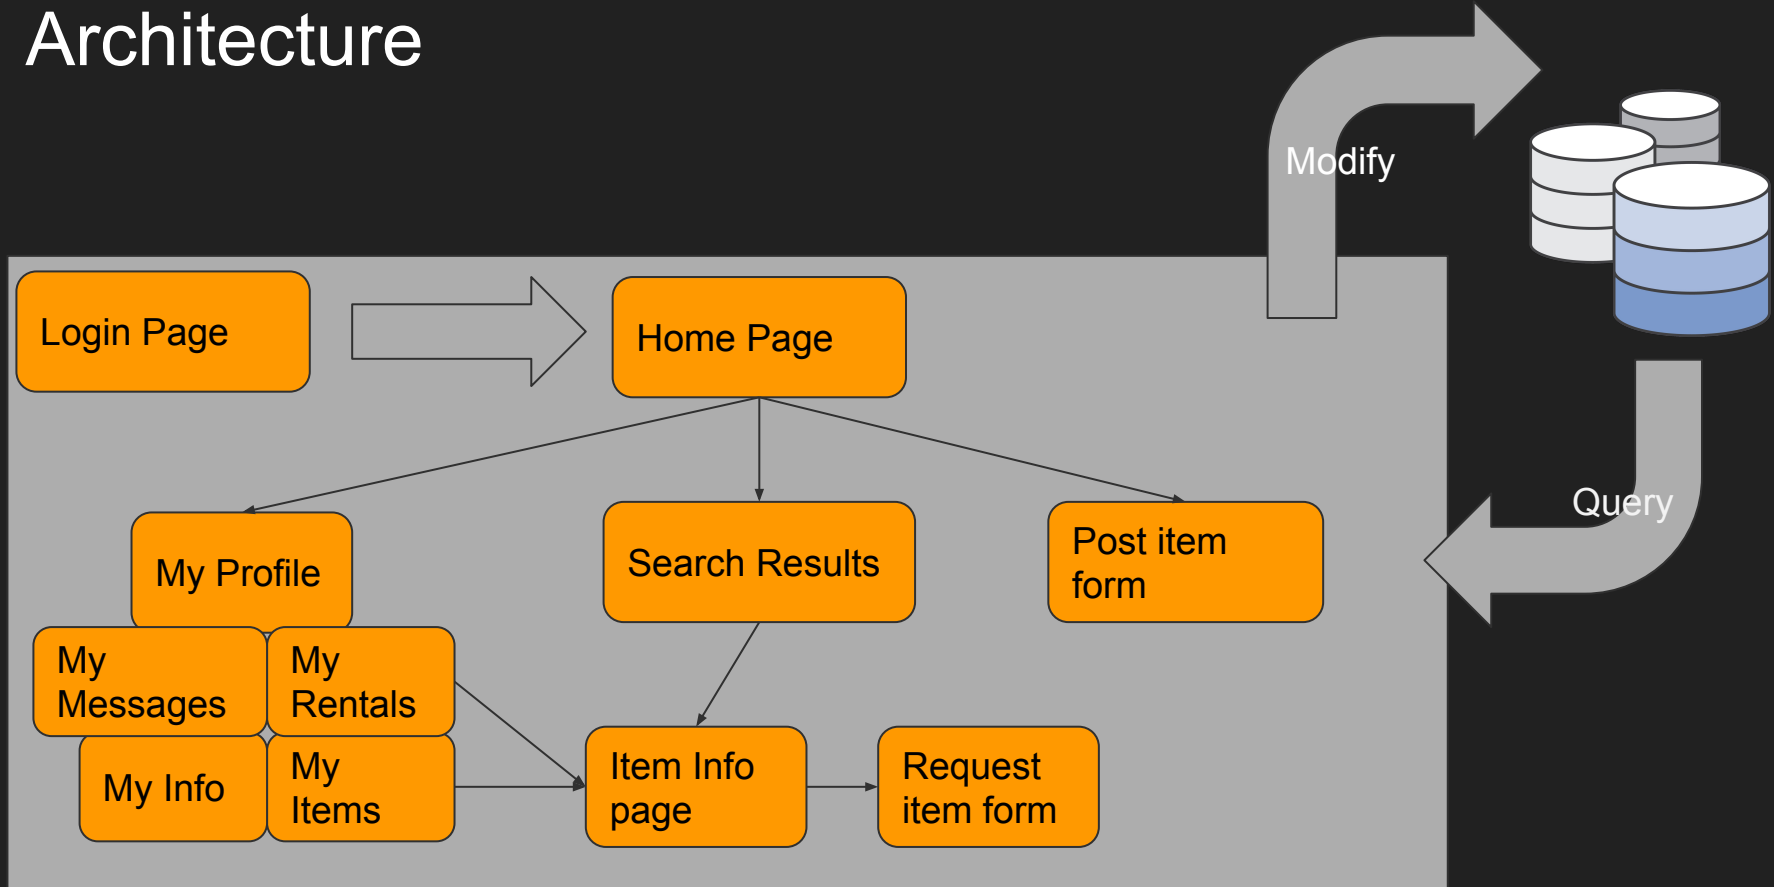 Architecture
Modify
Login Page
Home Page
Query
My Profile
Search Results
Post item
form
My
Messages
My
Rentals
My Info
My
Items
Item Info
page
Request
item form